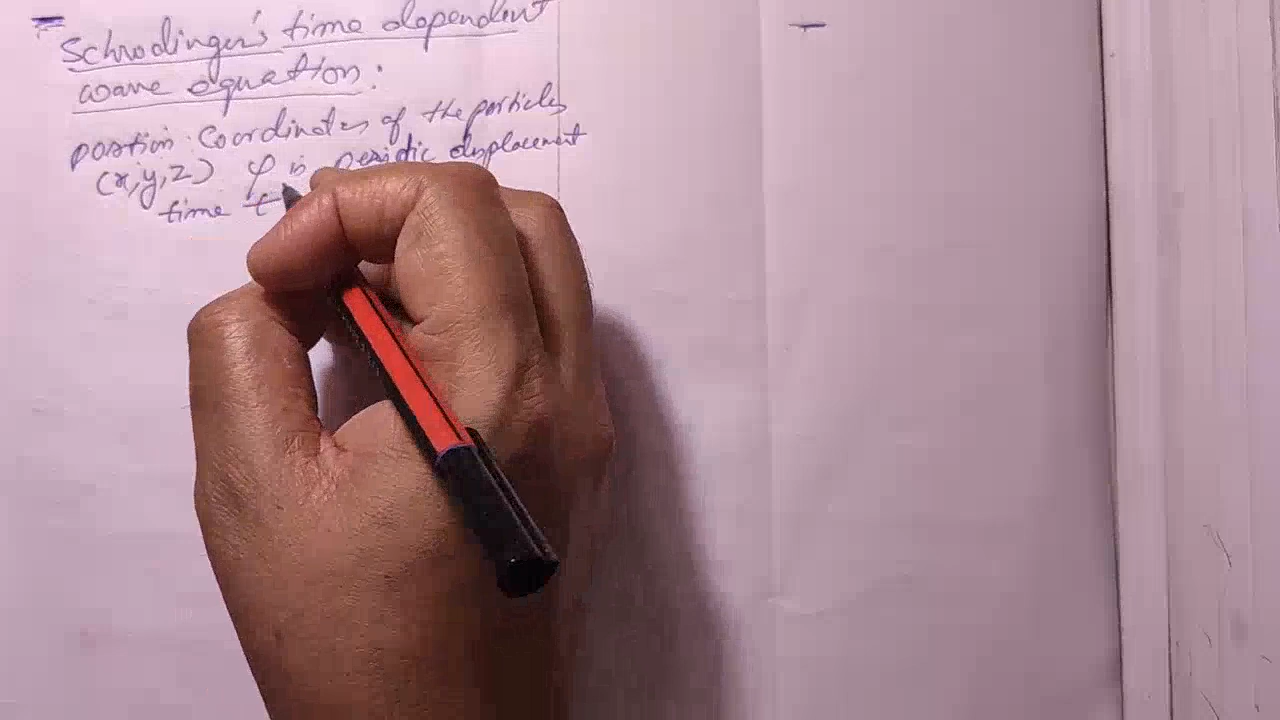 Schrodinger's time dependent
wave equation:
position coordinates of the particles
(x, y, z) φ is periodic displacement
time t